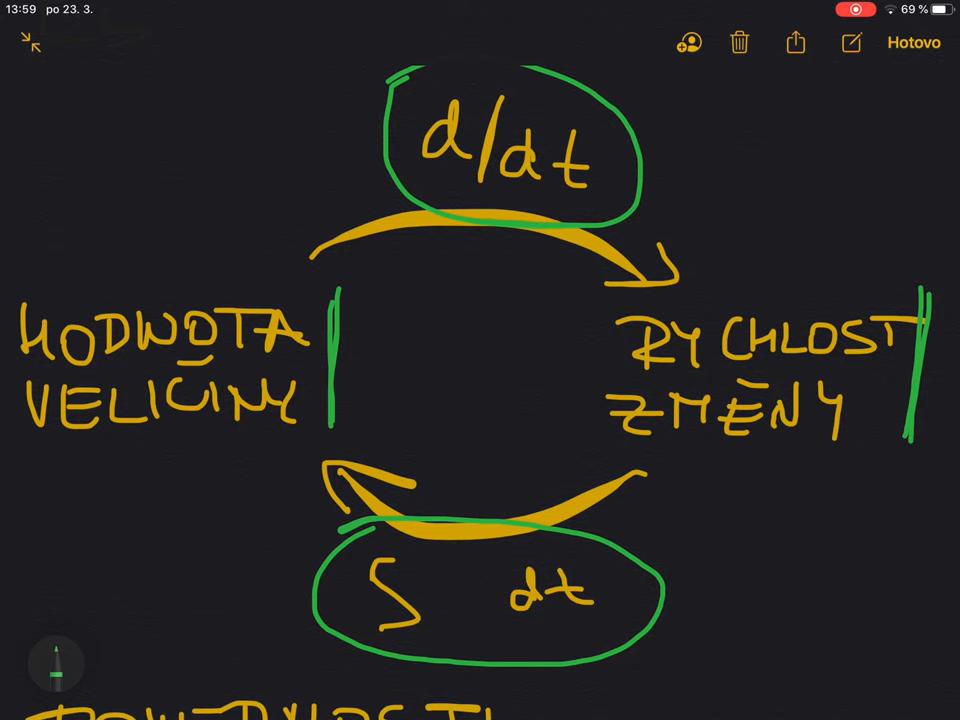 13:59 po 23. 3.
69 %
Hotovo
d/dt
HODNOTA
VELIČINY
RYCHLOST
ZMĚNY
∫ dt